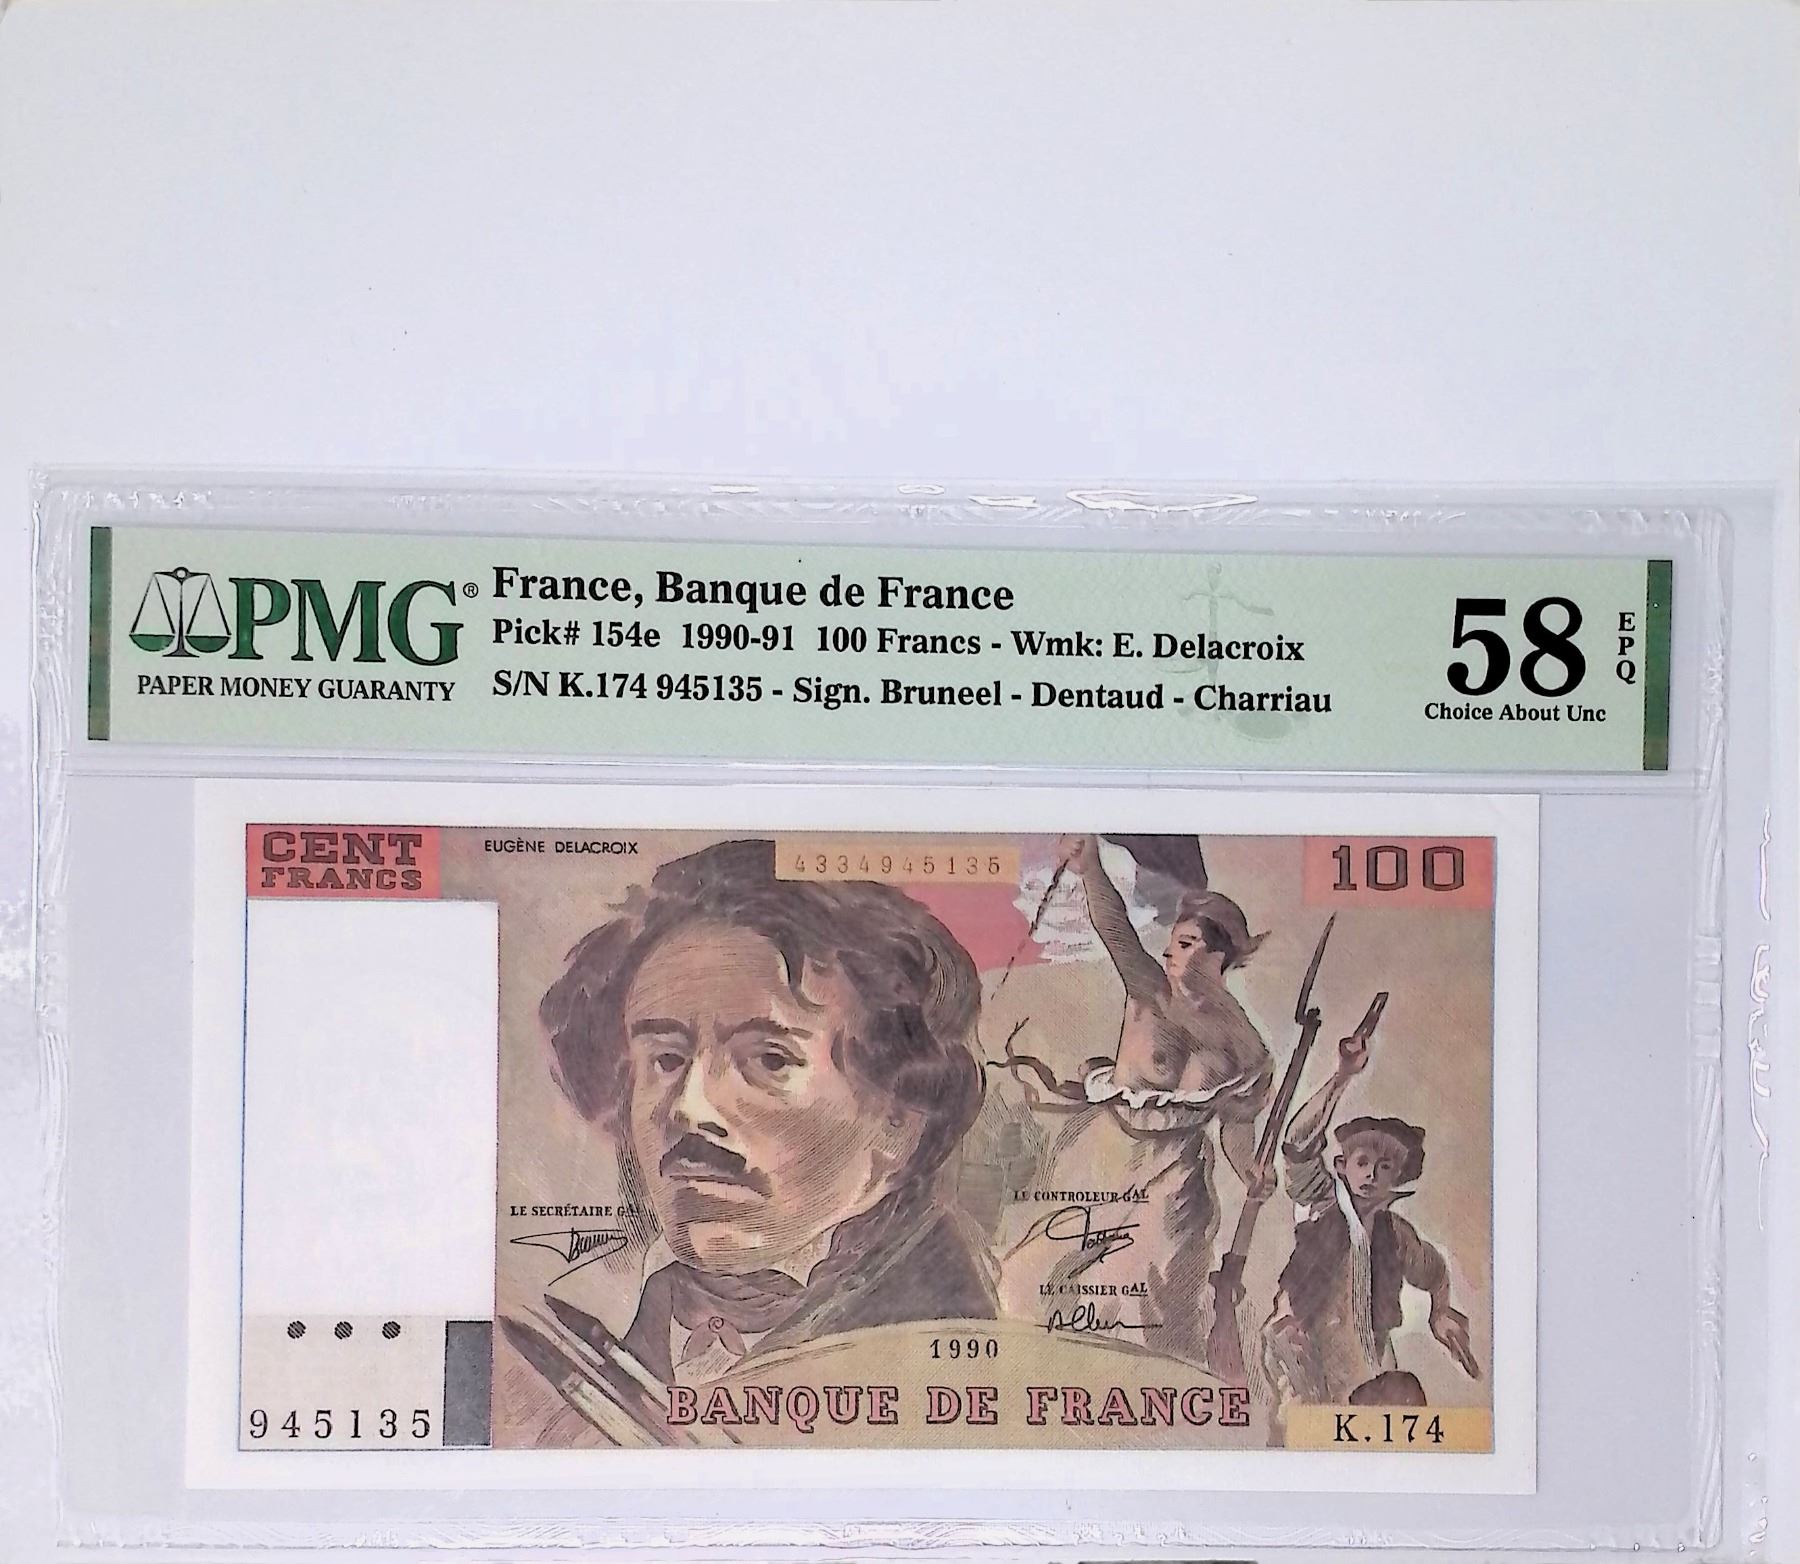 PMG®
PAPER MONEY GUARANTY
France, Banque de France
Pick# 154e 1990-91 100 Francs - Wmk: E. Delacroix
S/N K.174 945135 - Sign. Bruneel - Dentaud - Charriau
58 EPQ
Choice About Unc
CENT
FRANCS
EUGÈNE DELACROIX
4334945135
100
LE SECRÉTAIRE GAL
LE CONTROLEUR GAL
LE CAISSIER GAL
1990
BANQUE DE FRANCE
945135
K.174